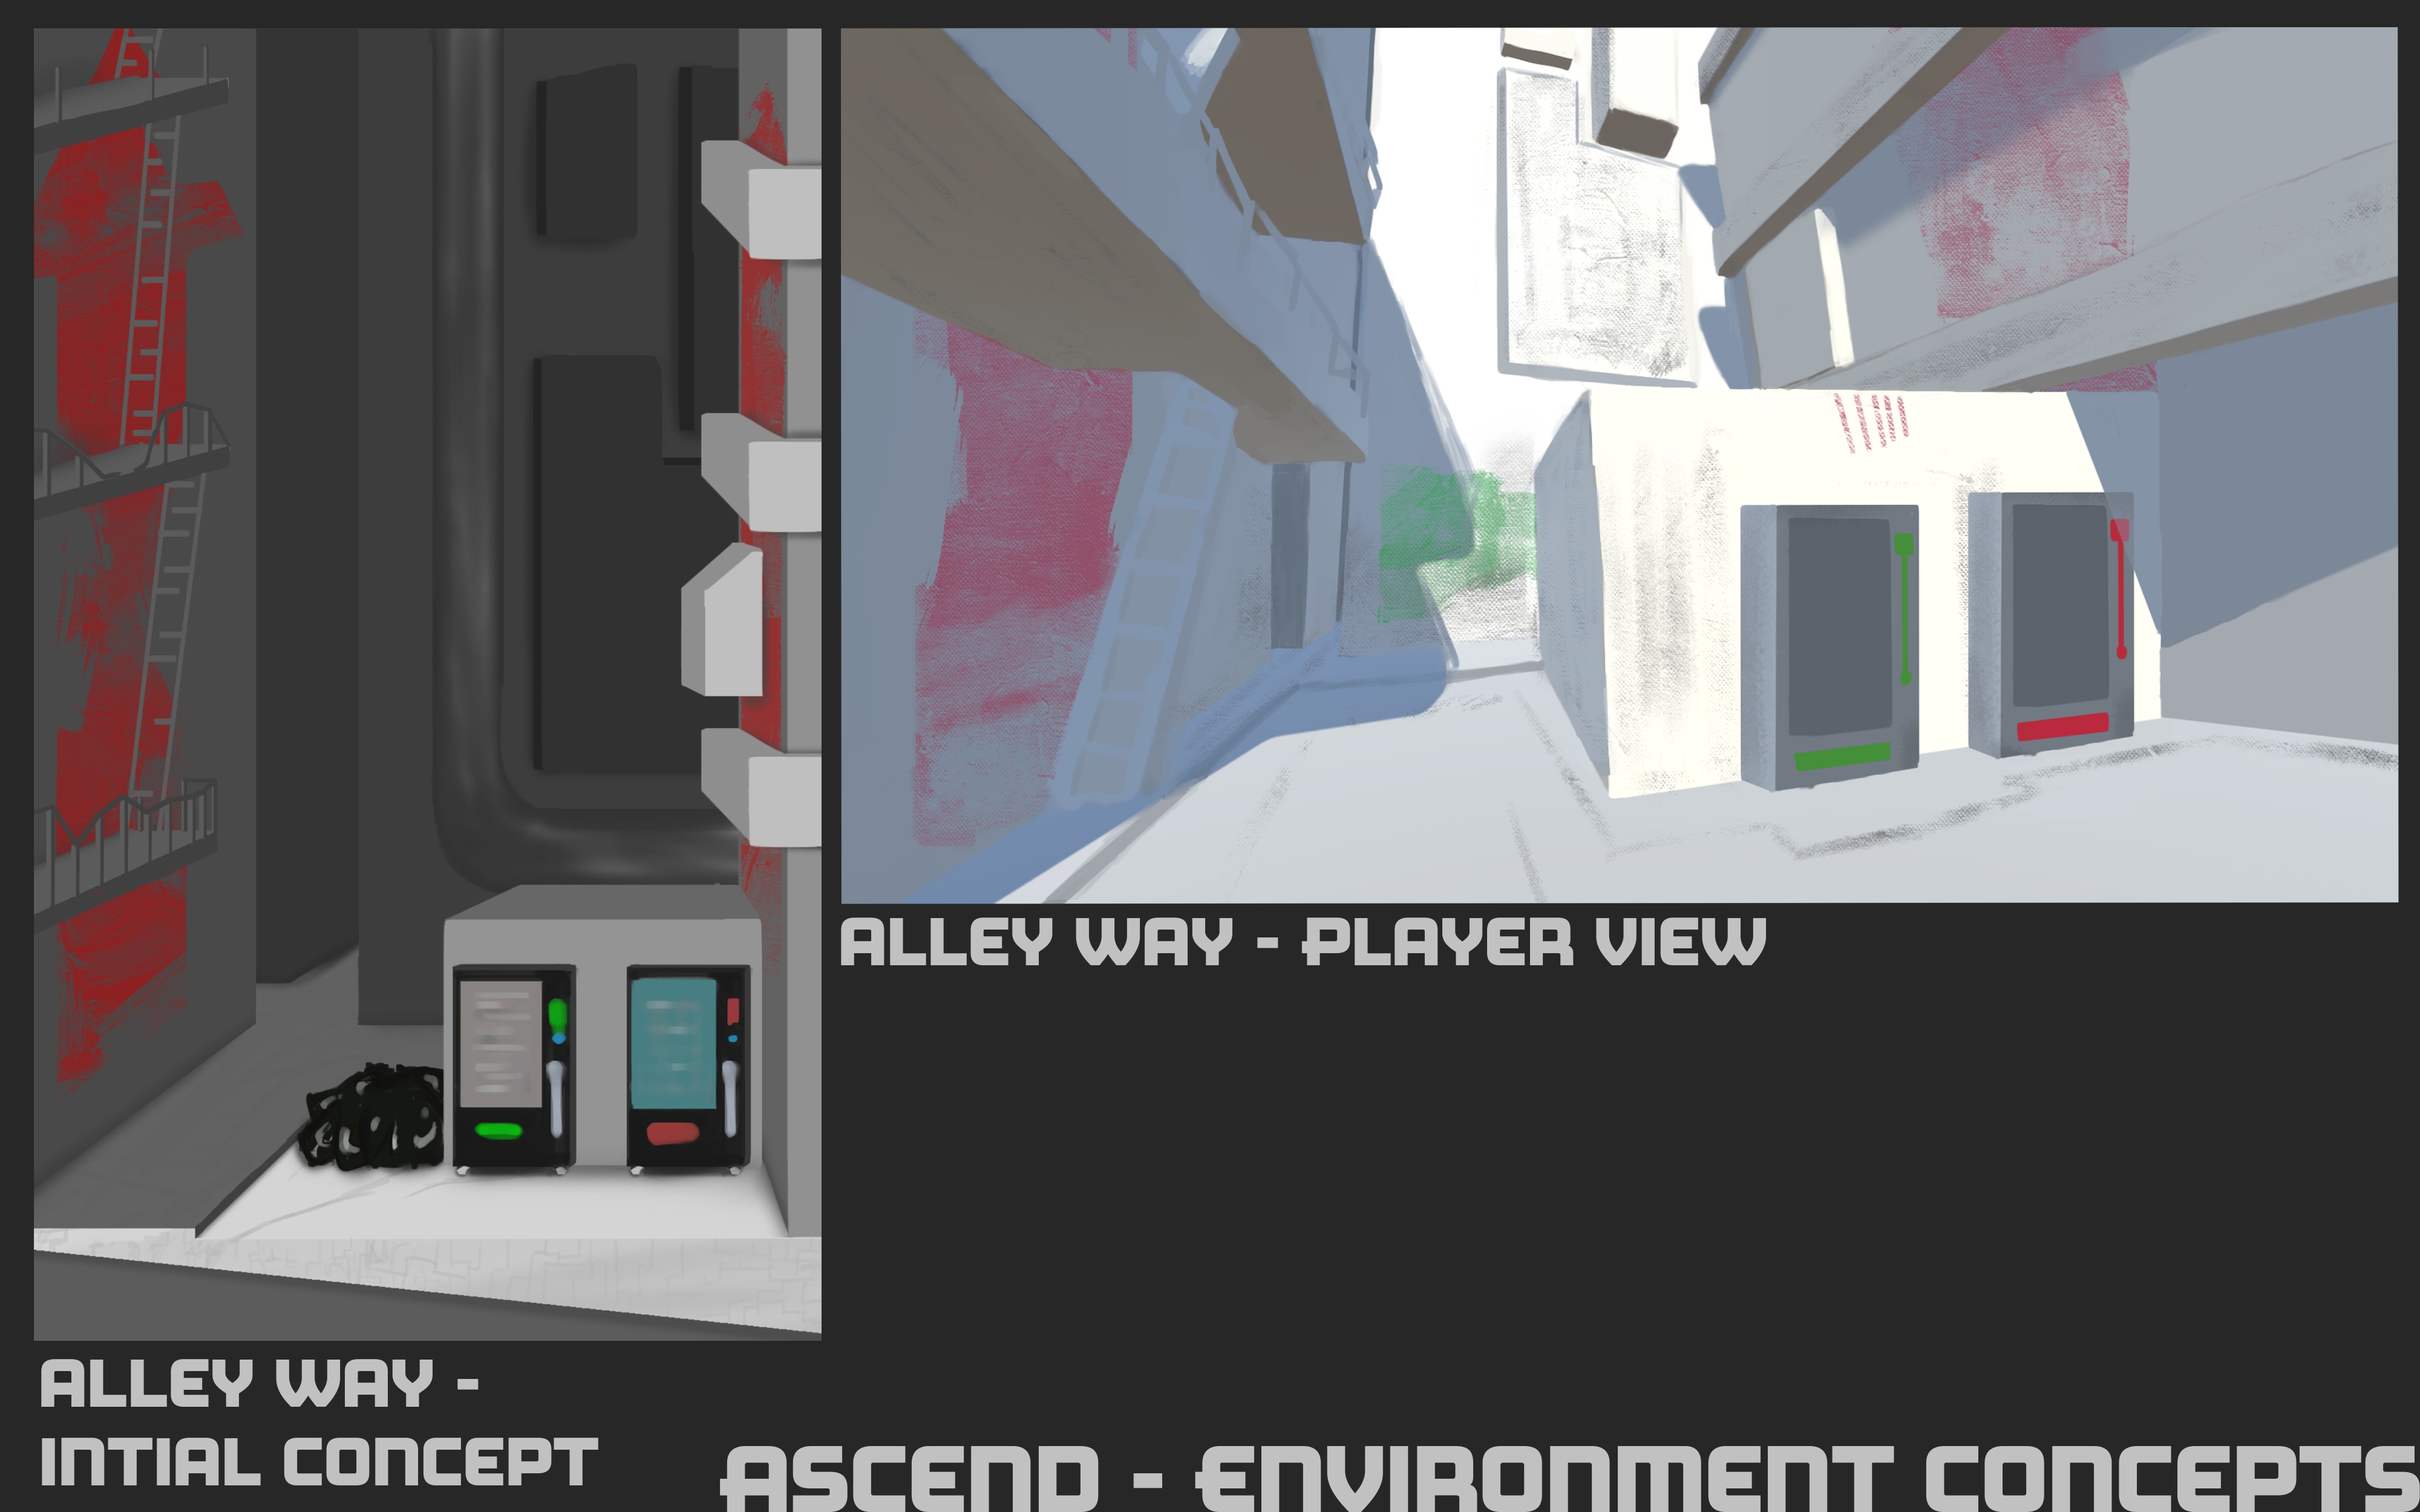 ALLEY WAY - PLAYER VIEW
ALLEY WAY -
INTIAL CONCEPT
ASCEND - ENVIRONMENT CONCEPTS